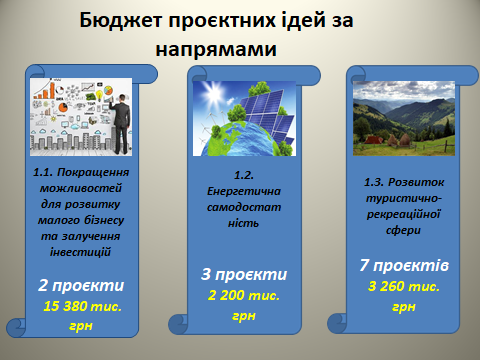 Бюджет проєктних ідей за
напрямами
1.1. Покращення
можливостей
для розвитку
малого бізнесу
та залучення
інвестицій
2 проєкти
15 380 тис.
грн
1.2.
Енергетична
самодостат
ність
3 проєкти
2 200 тис.
грн
1.3. Розвиток
туристично-
рекреаційної
сфери
7 проєктів
3 260 тис.
грн